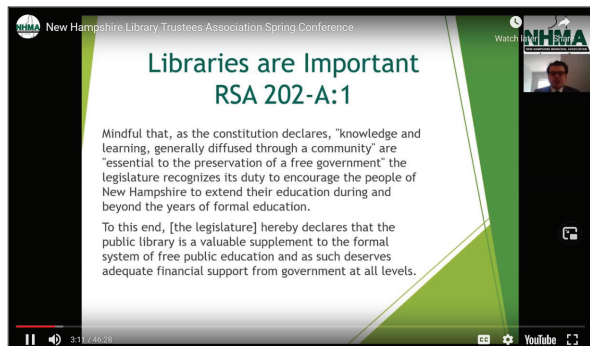 New Hampshire Library Trustees Association Spring Conference
Watch later
Share
NHMA
NEW HAMPSHIRE MUNICIPAL ASSOCIATION
NHMA
Libraries are Important
RSA 202-A:1
Mindful that, as the constitution declares, "knowledge and
learning, generally diffused through a community" are
"essential to the preservation of a free government" the
legislature recognizes its duty to encourage the people of
New Hampshire to extend their education during and
beyond the years of formal education.
To this end, [the legislature] hereby declares that the
public library is a valuable supplement to the formal
system of free public education and as such deserves
adequate financial support from government at all levels.
3:11 / 46:28
CC
YouTube